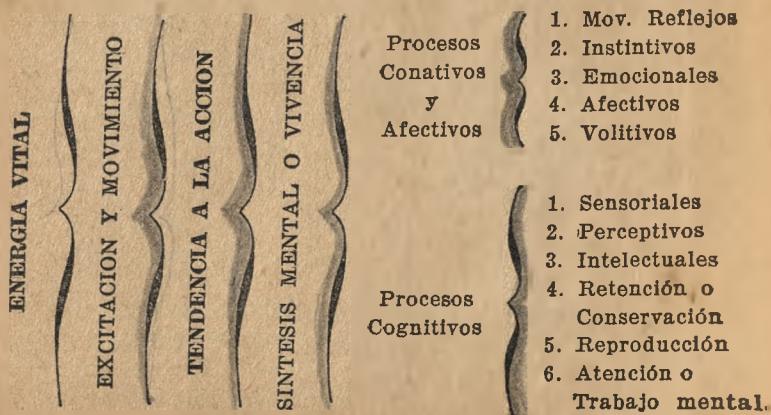 ENERGIA VITAL
EXCITACION Y MOVIMIENTO
TENDENCIA A LA ACCION
SINTESIS MENTAL O VIVENCIA
Procesos
Conativos
y
Afectivos
1. Mov. Reflejos
2. Instintivos
3. Emocionales
4. Afectivos
5. Volitivos
Procesos
Cognitivos
1. Sensoriales
2. Perceptivos
3. Intelectuales
4. Retención o
Conservación
5. Reproducción
6. Atención o
Trabajo mental.